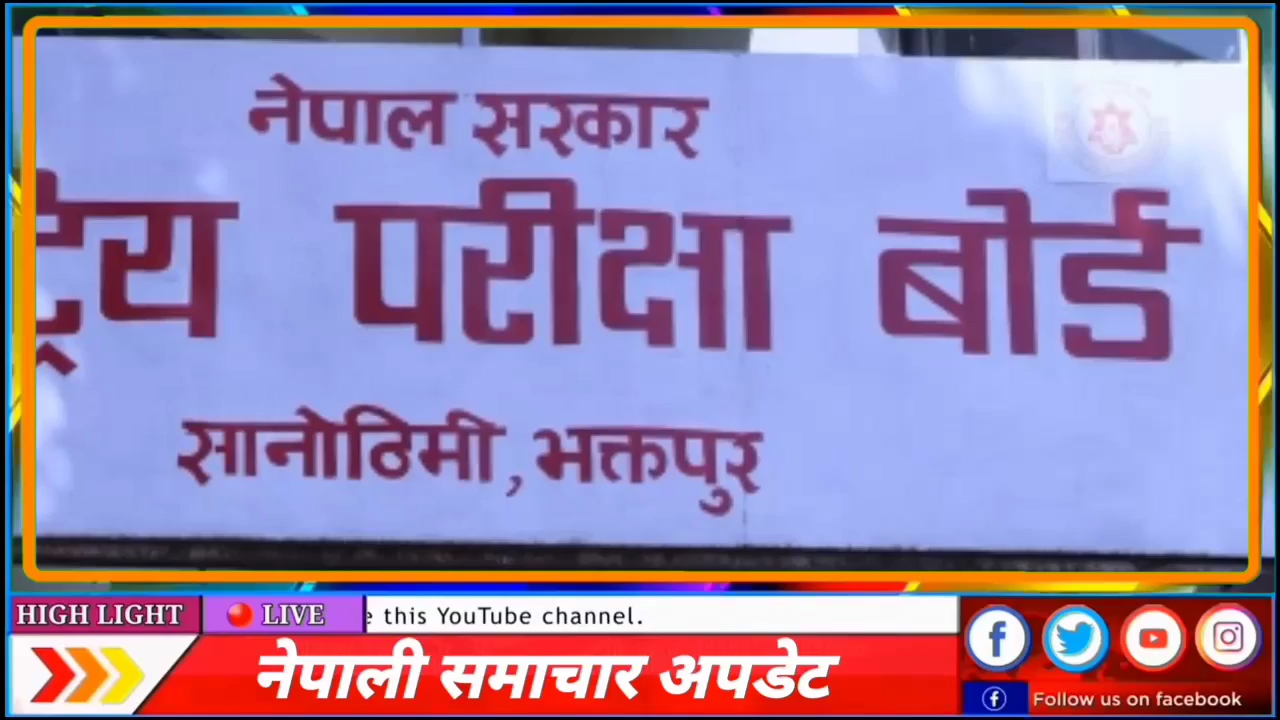 नेपाल सरकार
परीक्षा बोर्ड
सानोठिमी, भक्तपुर
HIGH LIGHT
LIVE
this YouTube channel.
नेपाली समाचार अपडेट
Follow us on facebook